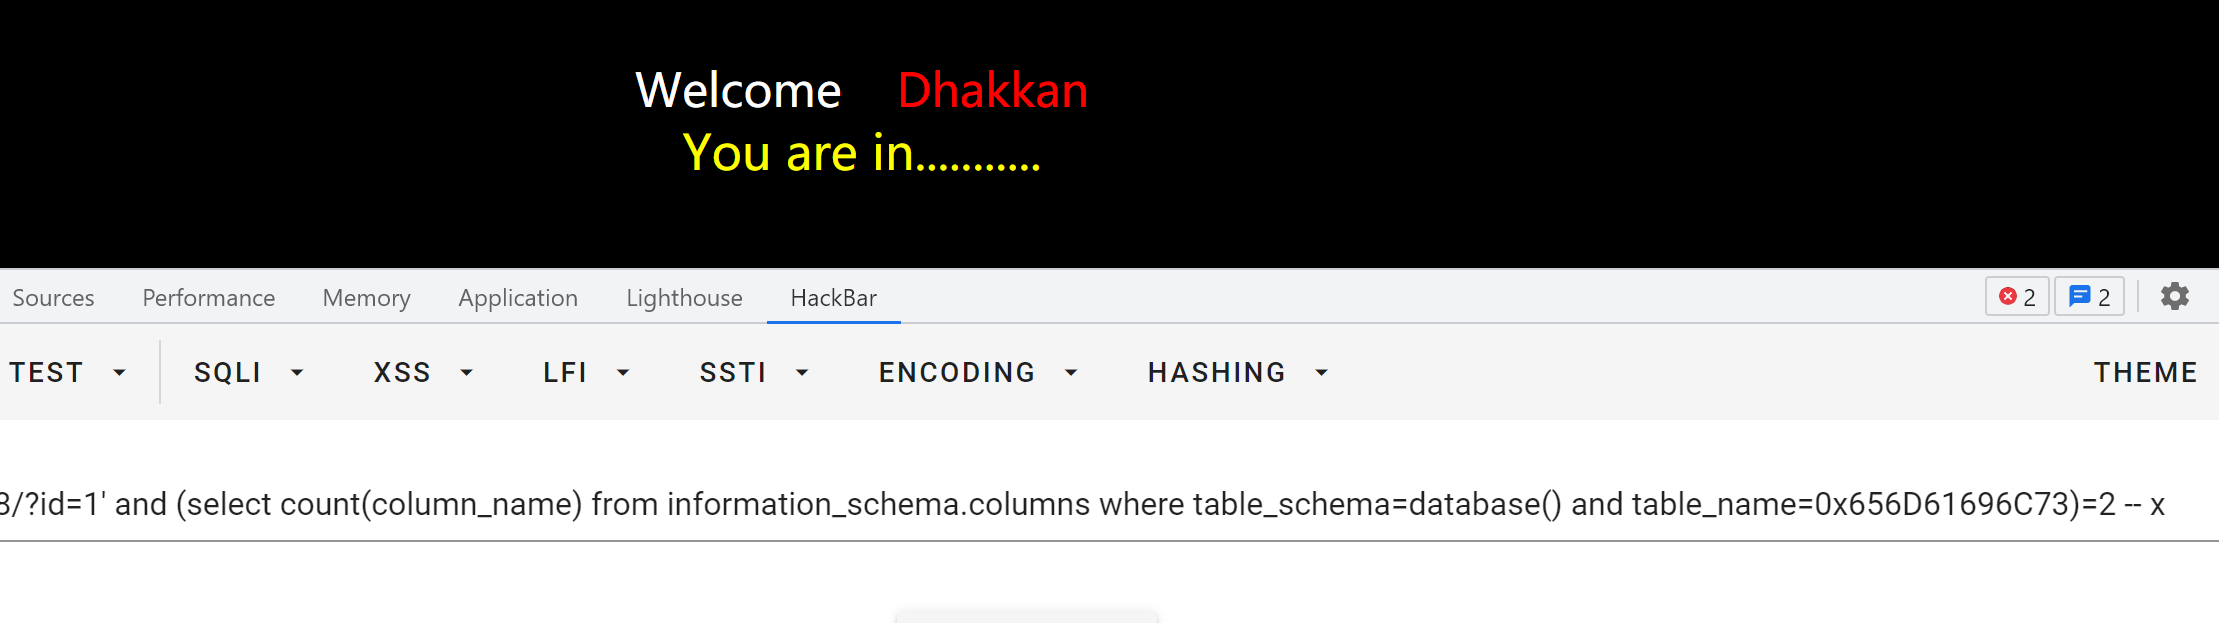 Welcome Dhakkan
You are in...........
Sources Performance Memory Application Lighthouse HackBar 2 2
TEST SQLI XSS LFI SSTI ENCODING HASHING THEME
8/?id=1' and (select count(column_name) from information_schema.columns where table_schema=database() and table_name=0x656D61696C73)=2 -- x